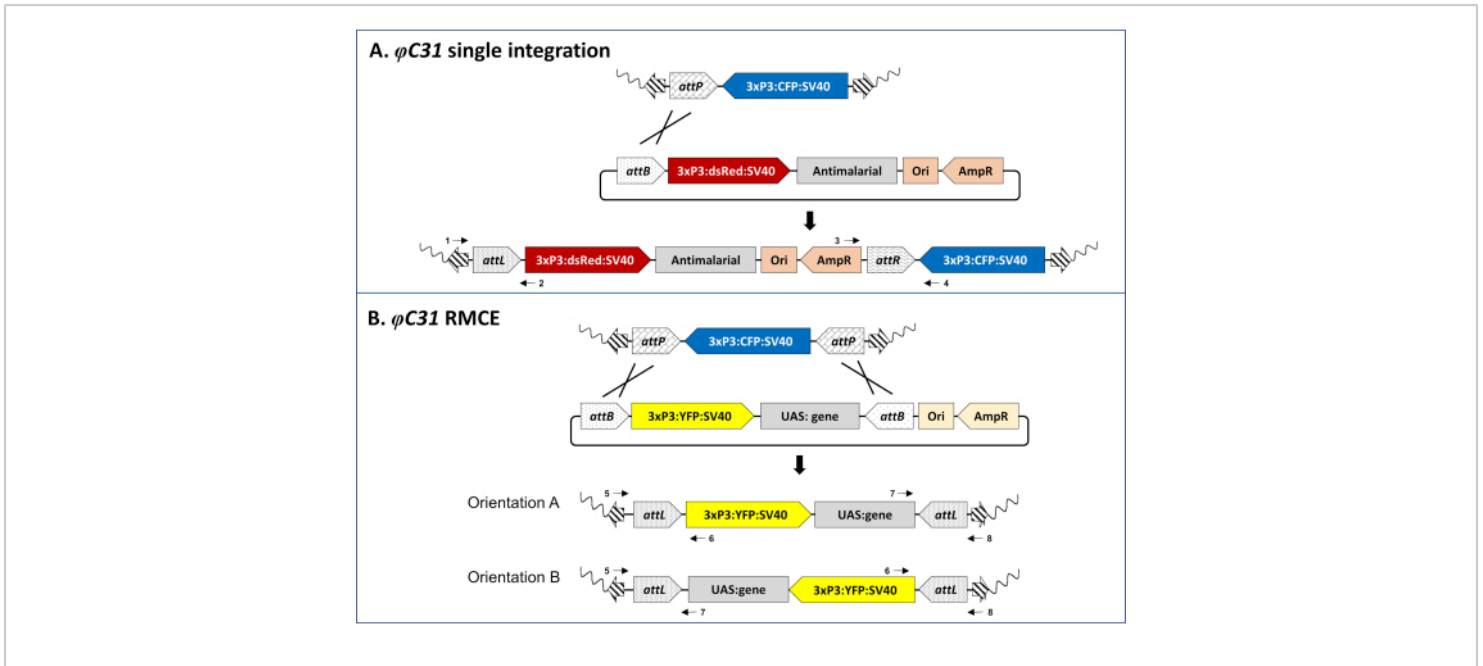 A. φC31 single integration
attP 3xP3:CFP:SV40
attB 3xP3:dsRed:SV40 Antimalarial Ori AmpR
1 3
attL 3xP3:dsRed:SV40 Antimalarial Ori AmpR attR 3xP3:CFP:SV40
2 4
B. φC31 RMCE
attP 3xP3:CFP:SV40 attP
attB 3xP3:YFP:SV40 UAS: gene attB Ori AmpR
5 7
Orientation A attL 3xP3:YFP:SV40 UAS:gene attL
6 8
5 6
Orientation B attL UAS:gene 3xP3:YFP:SV40 attL
7 8